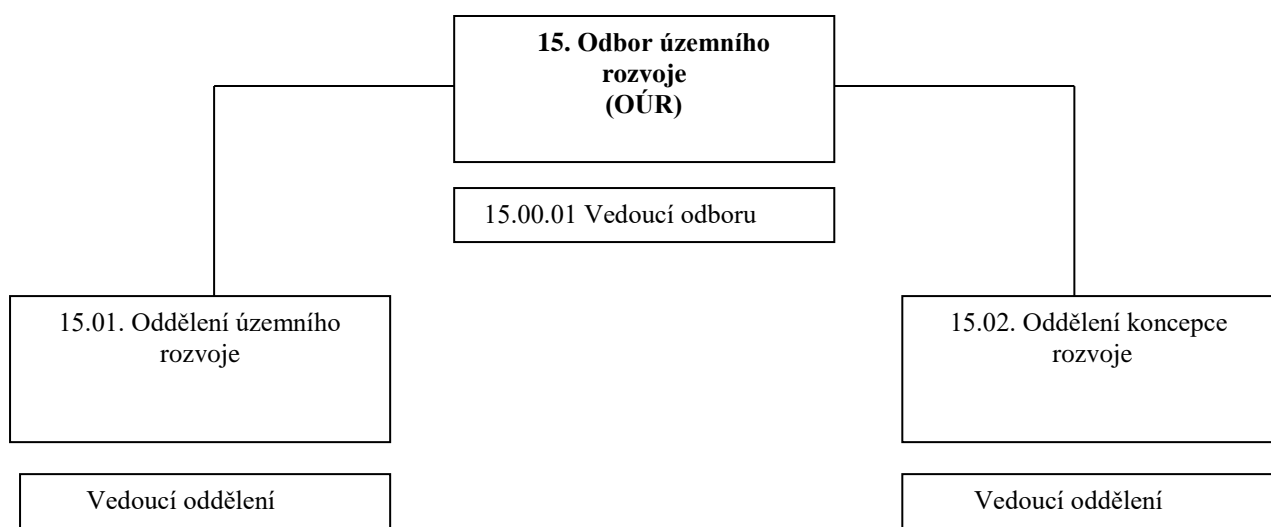 15. Odbor územního
rozvoje
(OÚR)
15.00.01 Vedoucí odboru
15.01. Oddělení územního
rozvoje
15.02. Oddělení koncepce
rozvoje
Vedoucí oddělení
Vedoucí oddělení